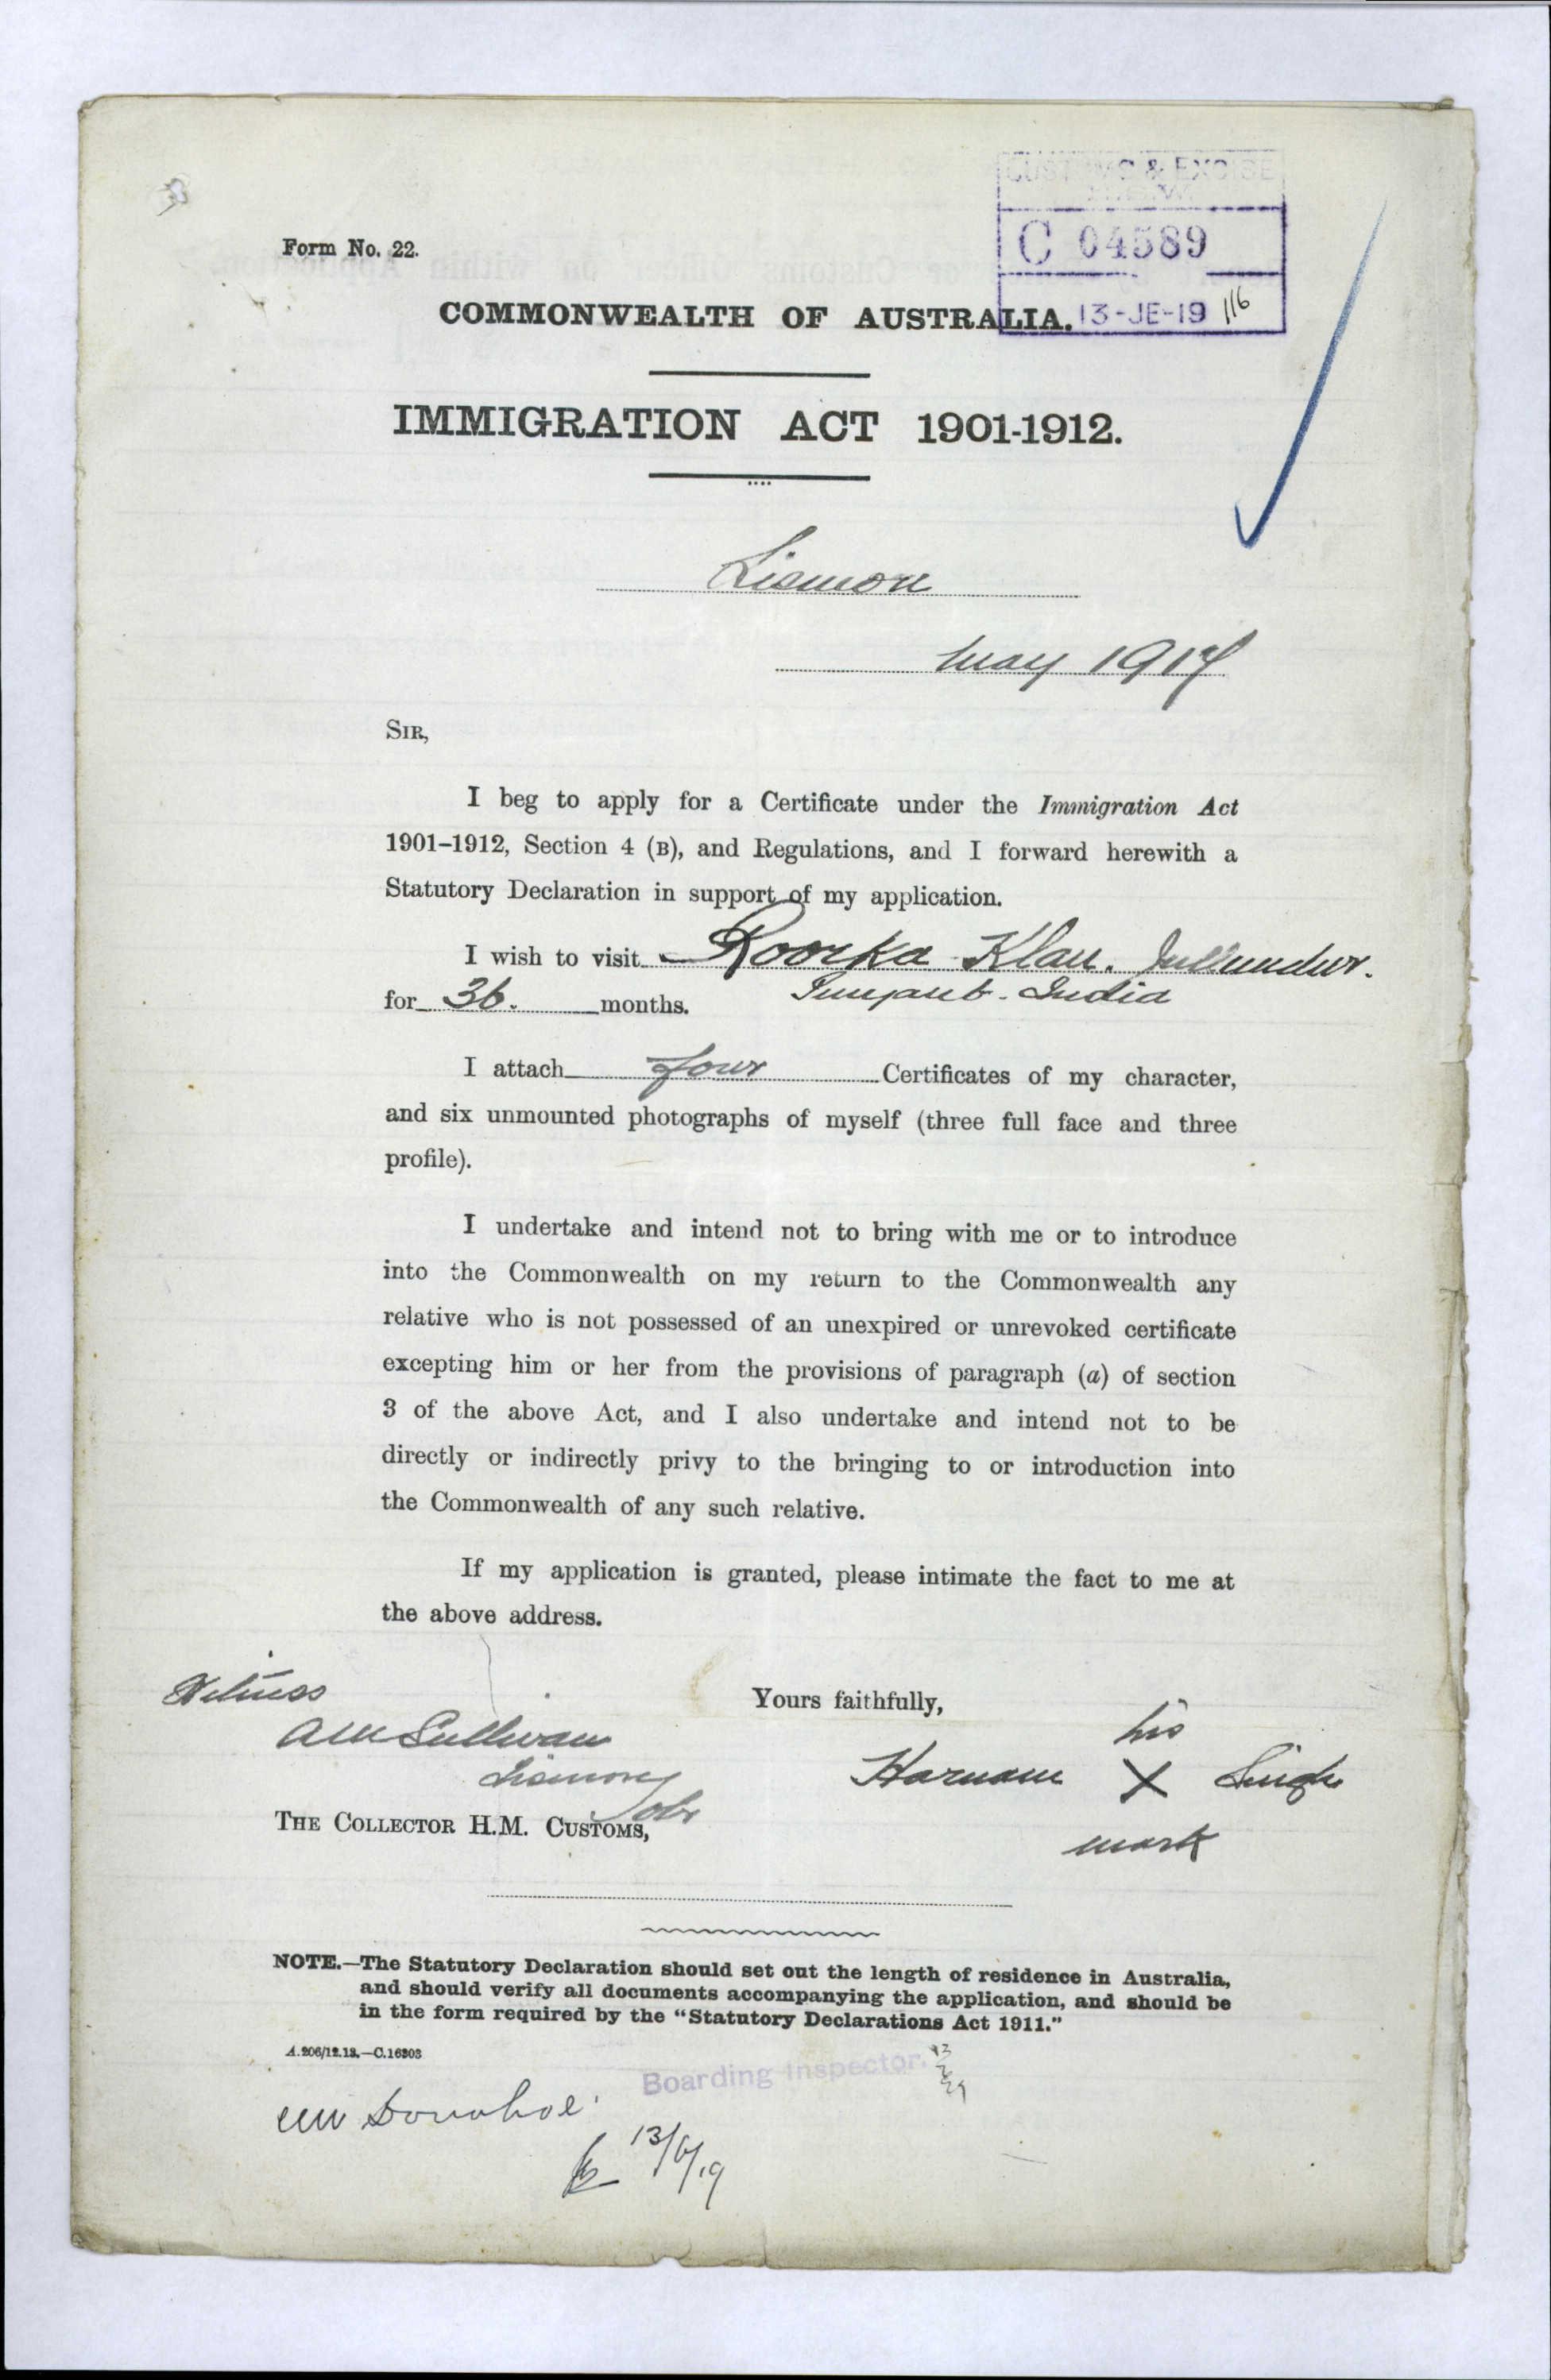 CUSTOMS & EXCISE
C 04589
13-JE-19 116
Form No. 22.
COMMONWEALTH OF AUSTRALIA.
IMMIGRATION ACT 1901-1912.
Lismore
May 1919
SIR,
I beg to apply for a Certificate under the Immigration Act
1901–1912, Section 4 (B), and Regulations, and I forward herewith a
Statutory Declaration in support of my application.
I wish to visit Roorka Klau. Jullundur.
for 36. months. Punjaub. India
I attach four Certificates of my character,
and six unmounted photographs of myself (three full face and three
profile).
I undertake and intend not to bring with me or to introduce
into the Commonwealth on my return to the Commonwealth any
relative who is not possessed of an unexpired or unrevoked certificate
excepting him or her from the provisions of paragraph (a) of section
3 of the above Act, and I also undertake and intend not to be
directly or indirectly privy to the bringing to or introduction into
the Commonwealth of any such relative.
If my application is granted, please intimate the fact to me at
the above address.
Witness
Yours faithfully,
his
Sullivan
Lismore
Harnam X Singh
Solr
THE COLLECTOR H.M. CUSTOMS,
mark
NOTE.—The Statutory Declaration should set out the length of residence in Australia,
and should verify all documents accompanying the application, and should be
in the form required by the "Statutory Declarations Act 1911."
A.206/12.13.—C.16303
Boarding Inspector.
Donohoe
13/6/19